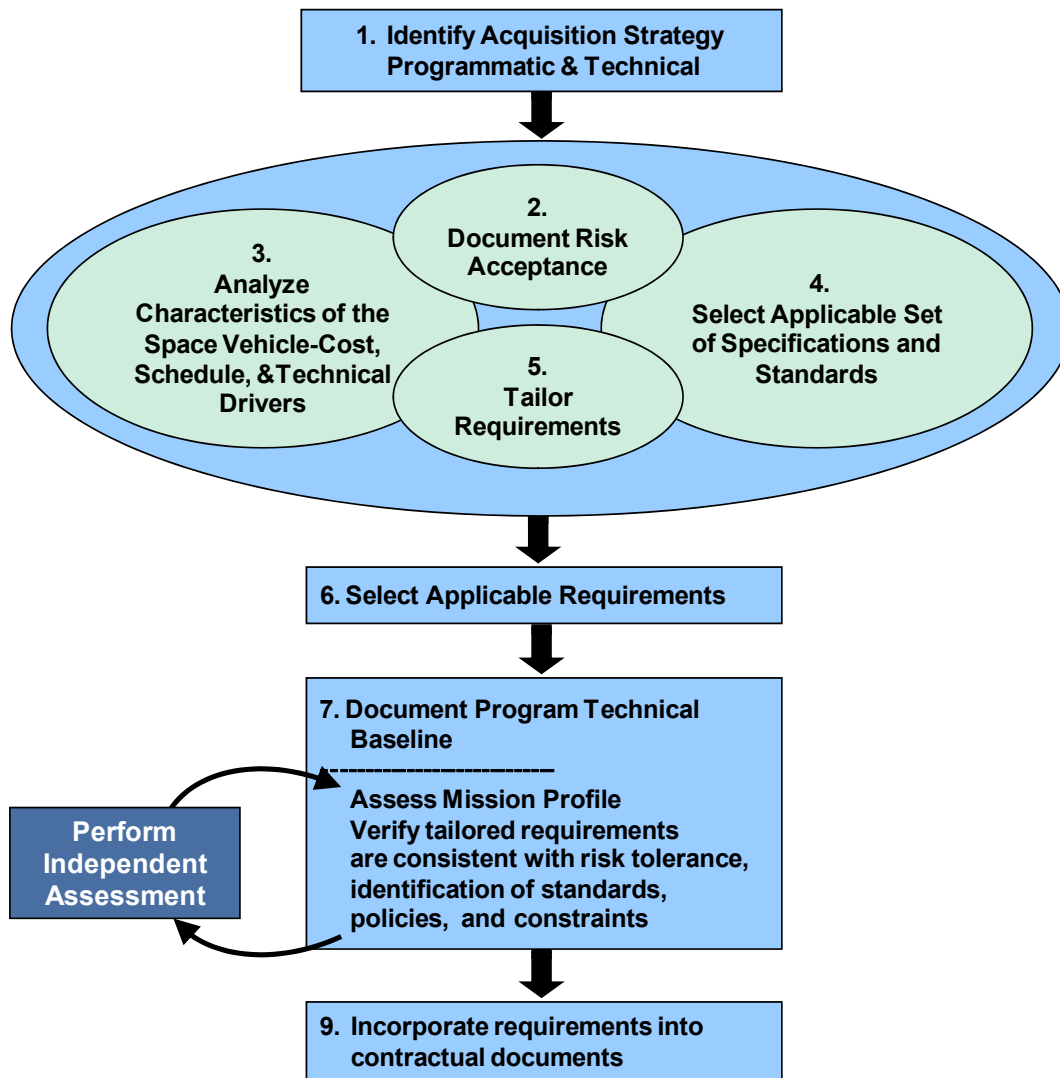 1. Identify Acquisition Strategy
Programmatic & Technical
2.
Document Risk
Acceptance
3.
Analyze
Characteristics of the
Space Vehicle-Cost,
Schedule, &Technical
Drivers
4.
Select Applicable Set
of Specifications and
Standards
5.
Tailor
Requirements
6. Select Applicable Requirements
7. Document Program Technical
Baseline
Assess Mission Profile
Verify tailored requirements
are consistent with risk tolerance,
identification of standards,
policies, and constraints
Perform
Independent
Assessment
9. Incorporate requirements into
contractual documents